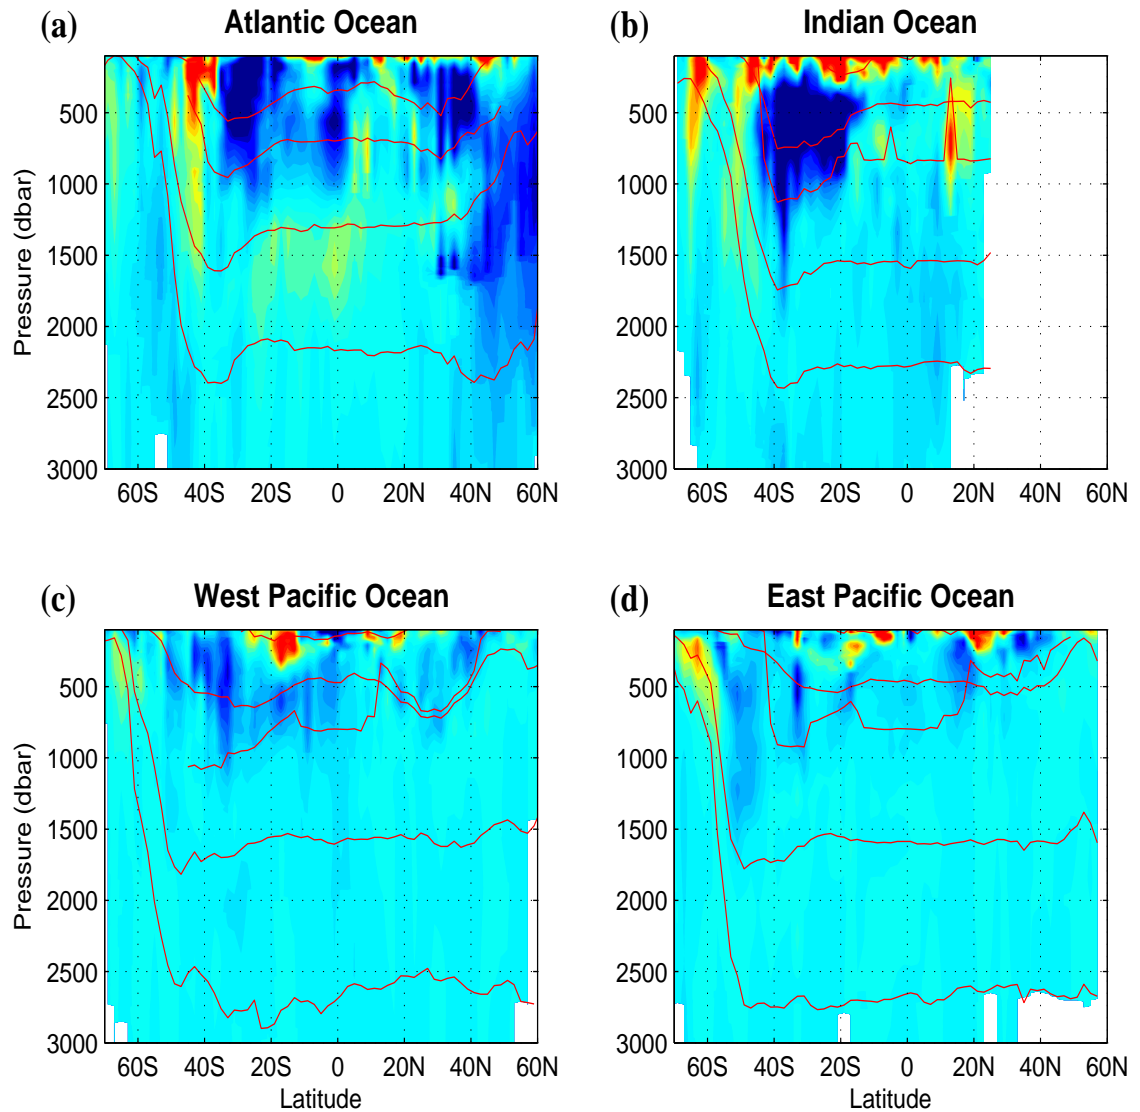 (a) Atlantic Ocean
(b) Indian Ocean
Pressure (dbar)
500
1000
1500
2000
2500
3000
60S 40S 20S 0 20N 40N 60N
500
1000
1500
2000
2500
3000
60S 40S 20S 0 20N 40N 60N
(c) West Pacific Ocean
(d) East Pacific Ocean
Pressure (dbar)
500
1000
1500
2000
2500
3000
60S 40S 20S 0 20N 40N 60N
Latitude
500
1000
1500
2000
2500
3000
60S 40S 20S 0 20N 40N 60N
Latitude